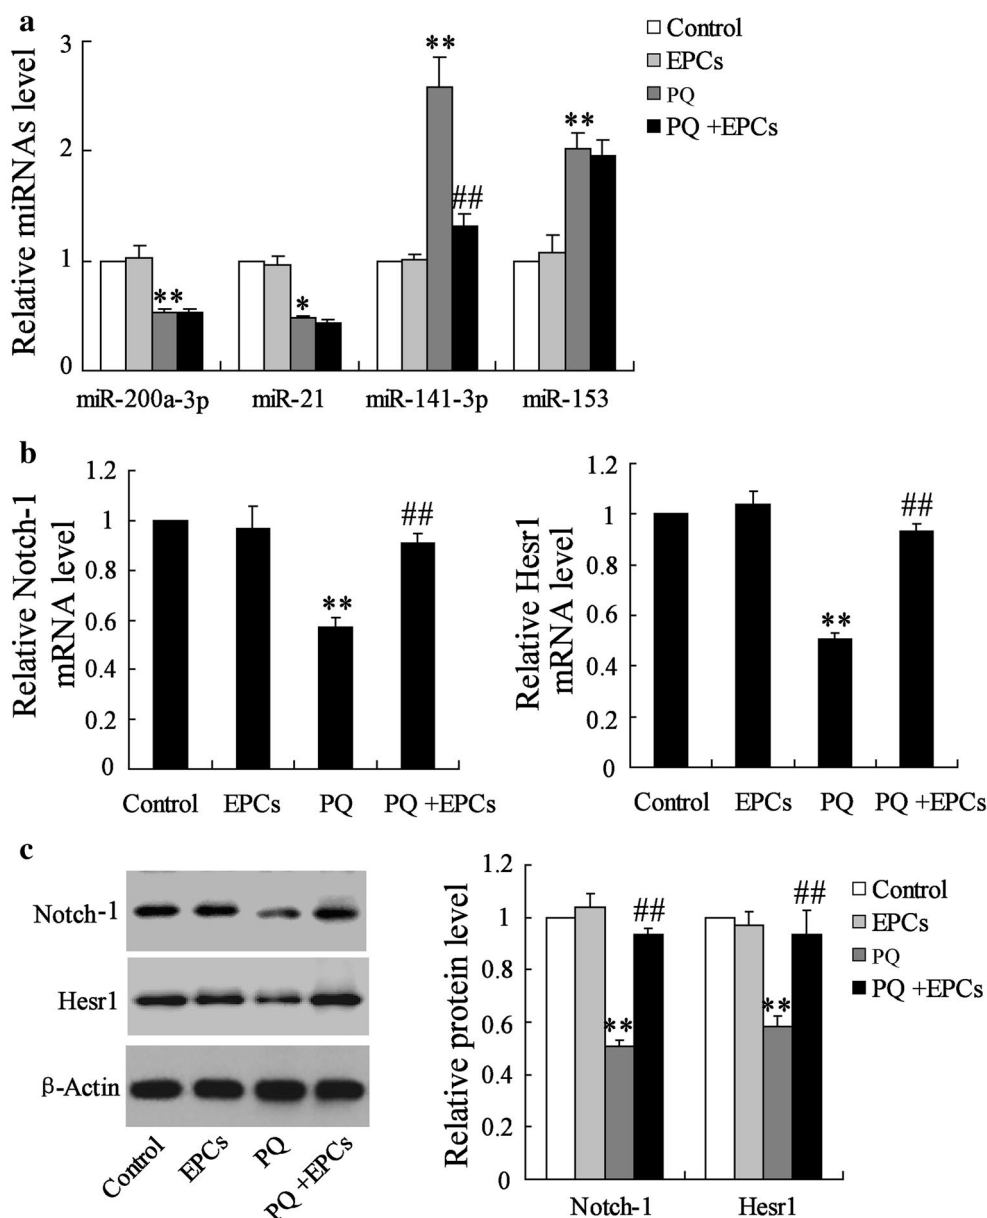 a
Relative miRNAs level
3
2
1
0
**
*
**
##
**
miR-200a-3p miR-21 miR-141-3p miR-153
Control
EPCs
PQ
PQ +EPCs
b
Relative Notch-1
mRNA level
1.2
1
0.8
0.6
0.4
0.2
0
**
##
Control EPCs PQ PQ +EPCs
Relative Hesr1
mRNA level
1.2
1
0.8
0.6
0.4
0.2
0
**
##
Control EPCs PQ PQ +EPCs
c
Notch-1
Hesr1
β-Actin
Control EPCs PQ PQ +EPCs
Relative protein level
1.2
1
0.8
0.6
0.4
0.2
0
**
##
**
##
Notch-1 Hesr1
Control
EPCs
PQ
PQ +EPCs